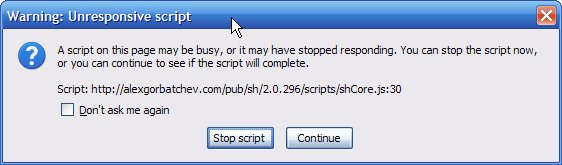 Warning: Unresponsive script
A script on this page may be busy, or it may have stopped responding. You can stop the script now,
or you can continue to see if the script will complete.
Script: http://alexgorbatchev.com/pub/sh/2.0.296/scripts/shCore.js:30
Don't ask me again
Stop script Continue